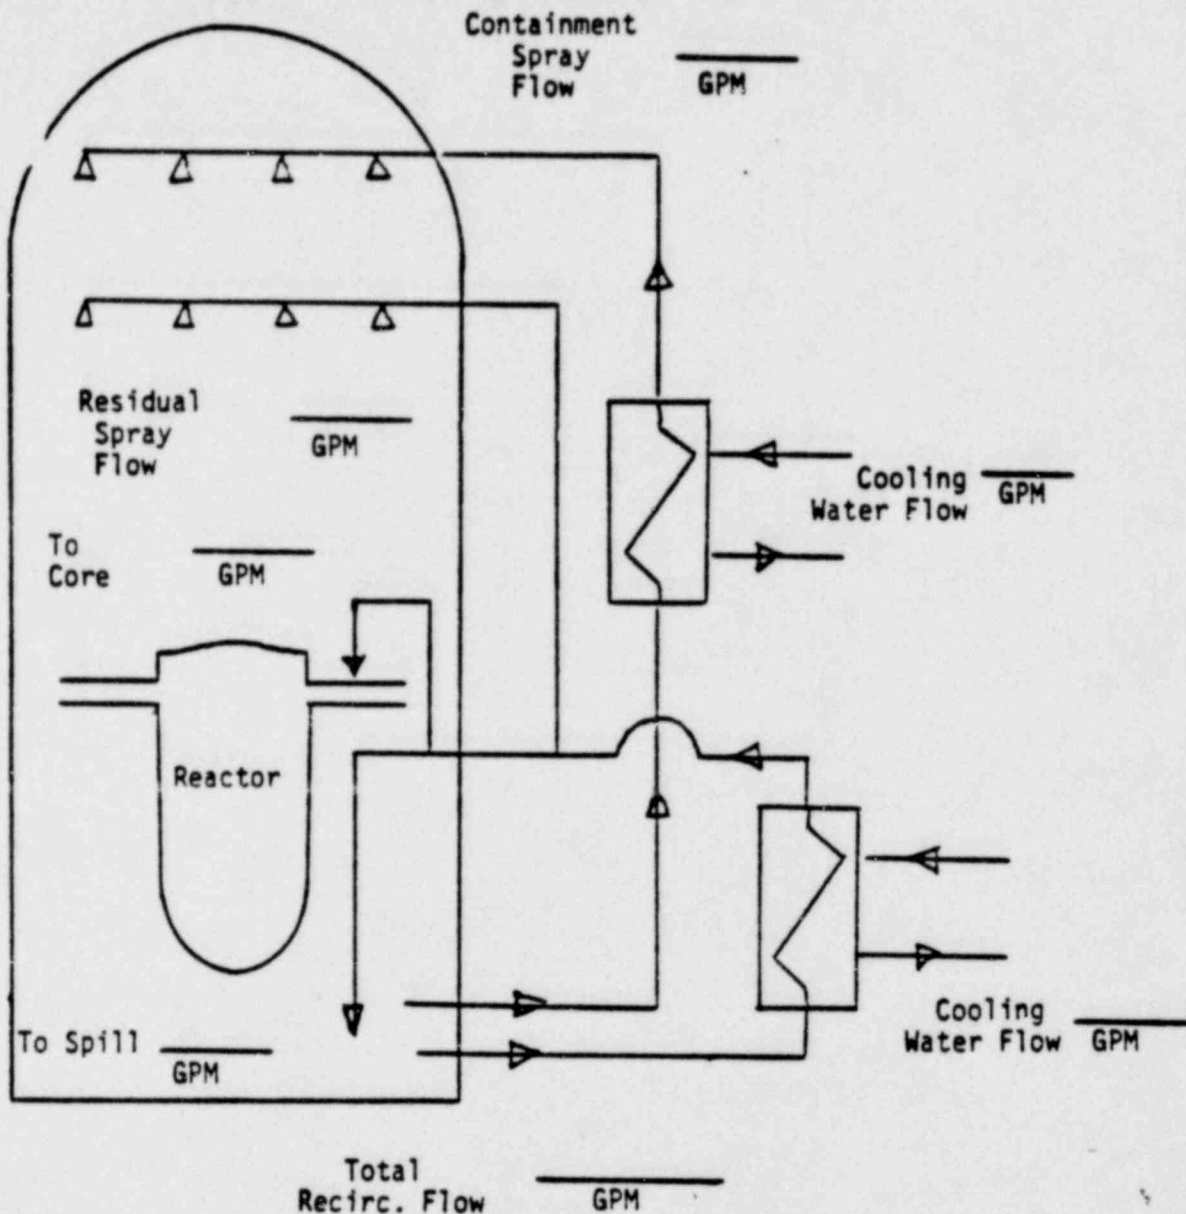 Containment
Spray
Flow
GPM
Residual
Spray
Flow
GPM
Cooling
Water Flow
GPM
To
Core
GPM
Reactor
Cooling
Water Flow
GPM
To Spill
GPM
Total
Recirc. Flow
GPM